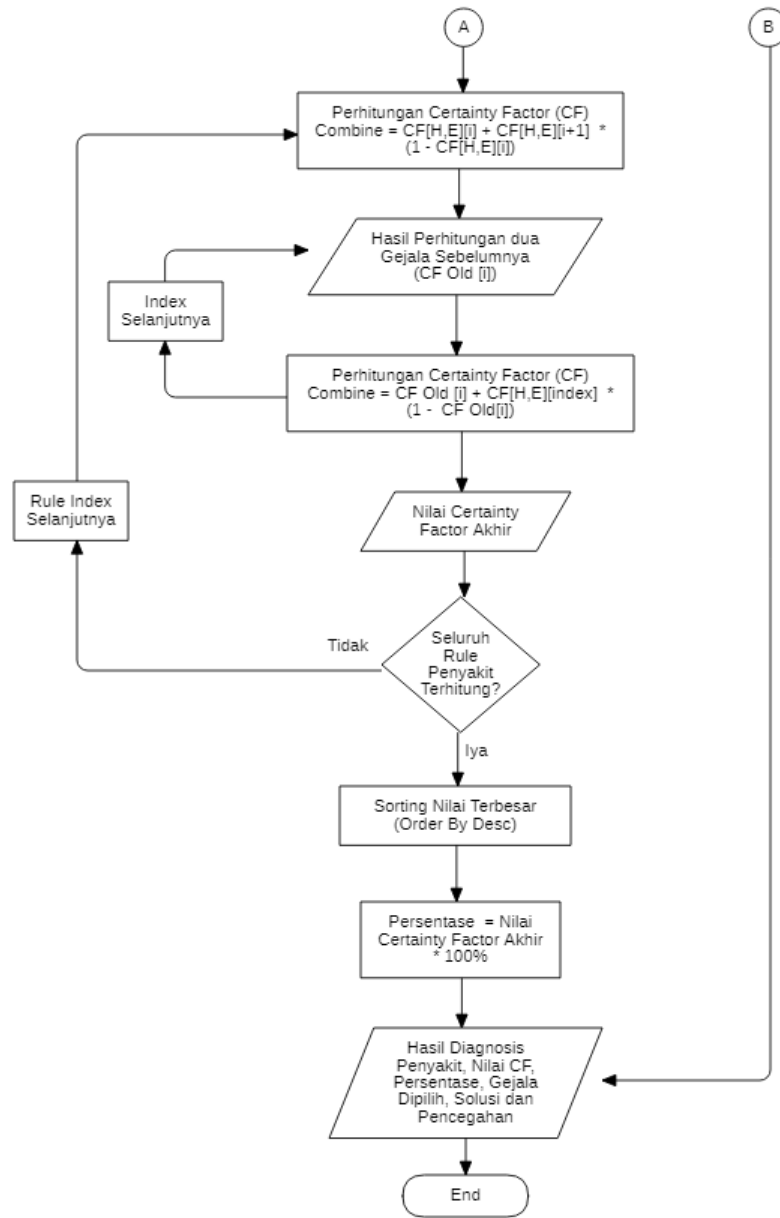 A
B
Perhitungan Certainty Factor (CF)
Combine = CF[H,E][i] + CF[H,E][i+1] *
(1 - CF[H,E][i])
Hasil Perhitungan dua
Gejala Sebelumnya
(CF Old [i])
Index
Selanjutnya
Perhitungan Certainty Factor (CF)
Combine = CF Old [i] + CF[H,E][index] *
(1 - CF Old[i])
Rule Index
Selanjutnya
Nilai Certainty
Factor Akhir
Tidak
Seluruh
Rule
Penyakit
Terhitung?
Iya
Sorting Nilai Terbesar
(Order By Desc)
Persentase = Nilai
Certainty Factor Akhir
* 100%
Hasil Diagnosis
Penyakit, Nilai CF,
Persentase, Gejala
Dipilih, Solusi dan
Pencegahan
End